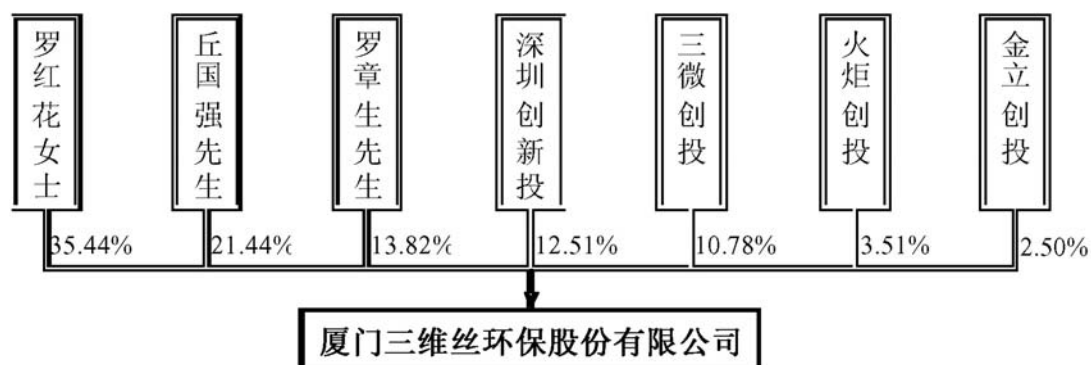 罗红花女士
丘国强先生
罗章生先生
深圳创新投
三微创投
火炬创投
金立创投
35.44%
21.44%
13.82%
12.51%
10.78%
3.51%
2.50%
厦门三维丝环保股份有限公司